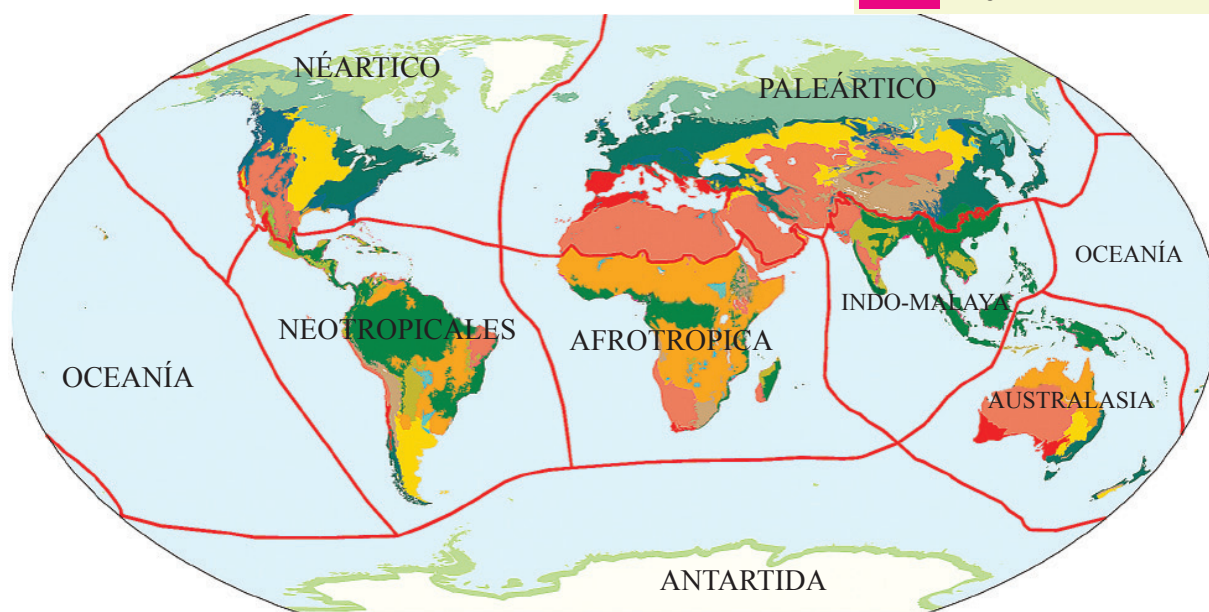 NÉARTICO
PALEÁRTICO
OCEANÍA
INDO-MALAYA
NEOTROPICALES
AFROTROPICA
OCEANÍA
AUSTRALASIA
ANTARTIDA